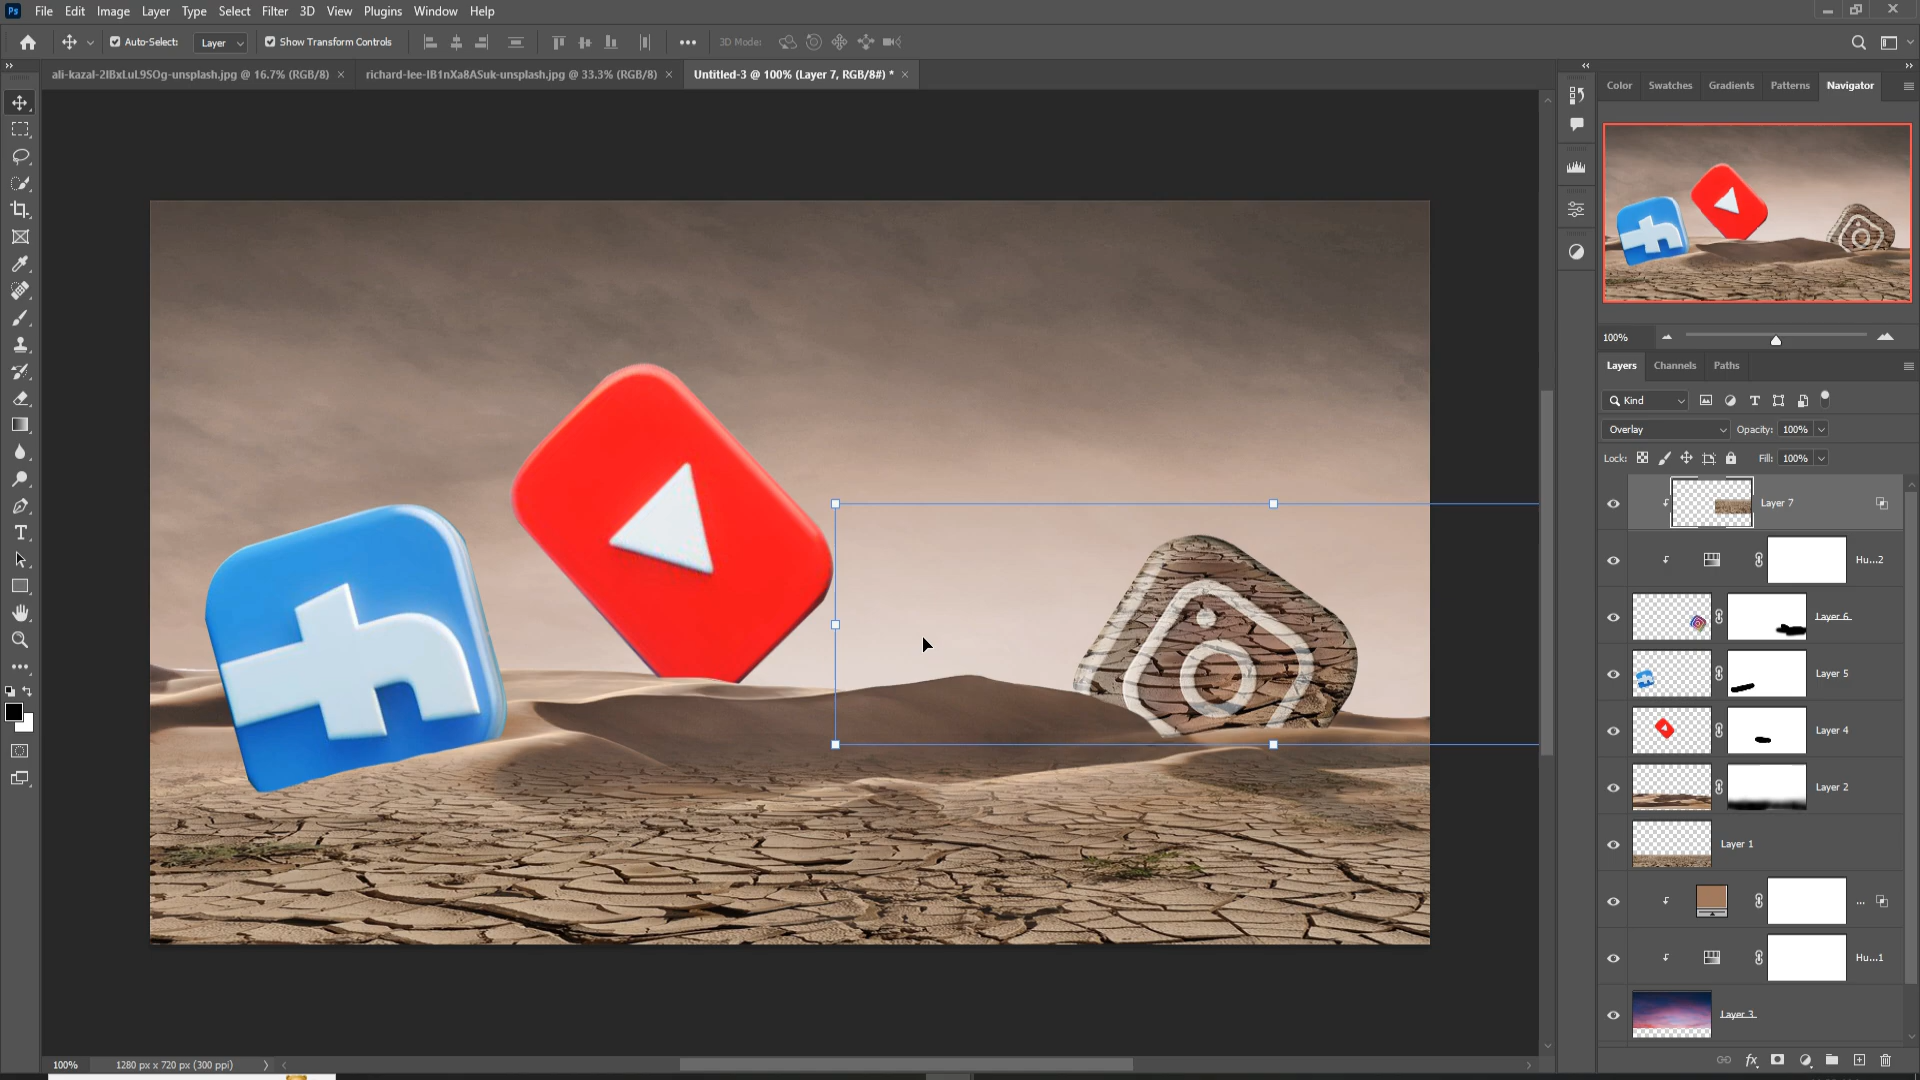 Ps File Edit Image Layer Type Select Filter 3D View Plugins Window Help
Auto-Select: Layer Show Transform Controls 3D Mode:
ali-kazal-2IBxLuL9SOg-unsplash.jpg @ 16.7% (RGB/8) richard-lee-IB1nXa8ASuk-unsplash.jpg @ 33.3% (RGB/8) Untitled-3 @ 100% (Layer 7, RGB/8#) *
Color Swatches Gradients Patterns Navigator
100%
Layers Channels Paths
Kind
Overlay Opacity: 100%
Lock: Fill: 100%
Layer 7
Hu...2
Layer 6
Layer 5
Layer 4
Layer 2
Layer 1
...
Hu...1
Layer 3
100% 1280 px x 720 px (300 ppi)